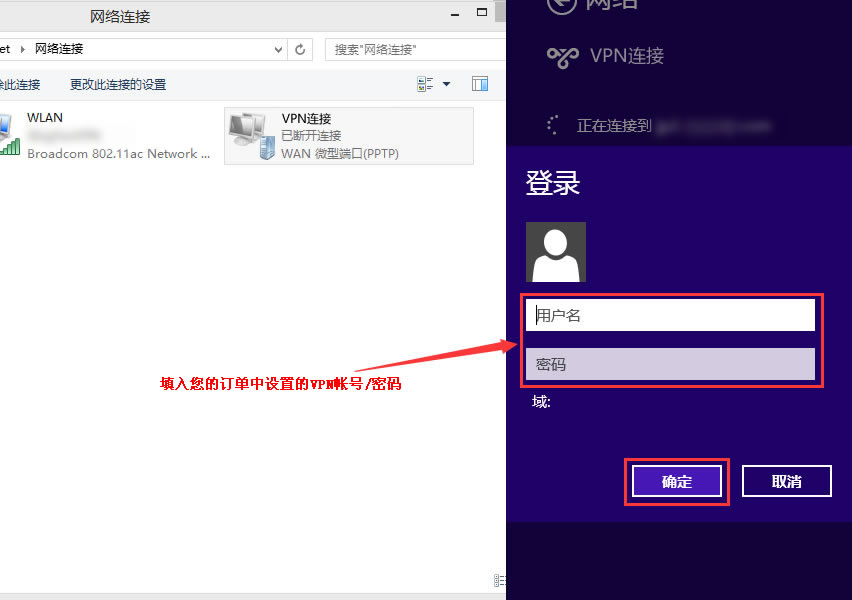 网络连接
et › 网络连接
搜索"网络连接"
此连接
更改此连接的设置
WLAN
Broadcom 802.11ac Network ...
VPN连接
已断开连接
WAN 微型端口(PPTP)
填入您的订单中设置的VPN帐号/密码
网络
VPN连接
正在连接到
登录
用户名
密码
域:
确定
取消